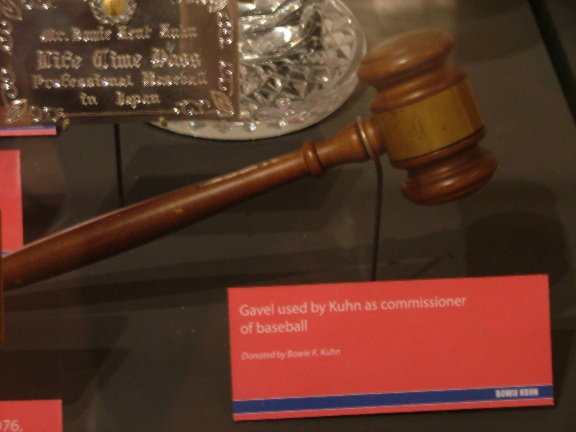 Mr. Bowie Kent Kuhn
Life Time Pass
Professional Baseball
in Japan
Gavel used by Kuhn as commissioner
of baseball
Donated by Bowie K. Kuhn
BOWIE KUHN
976,